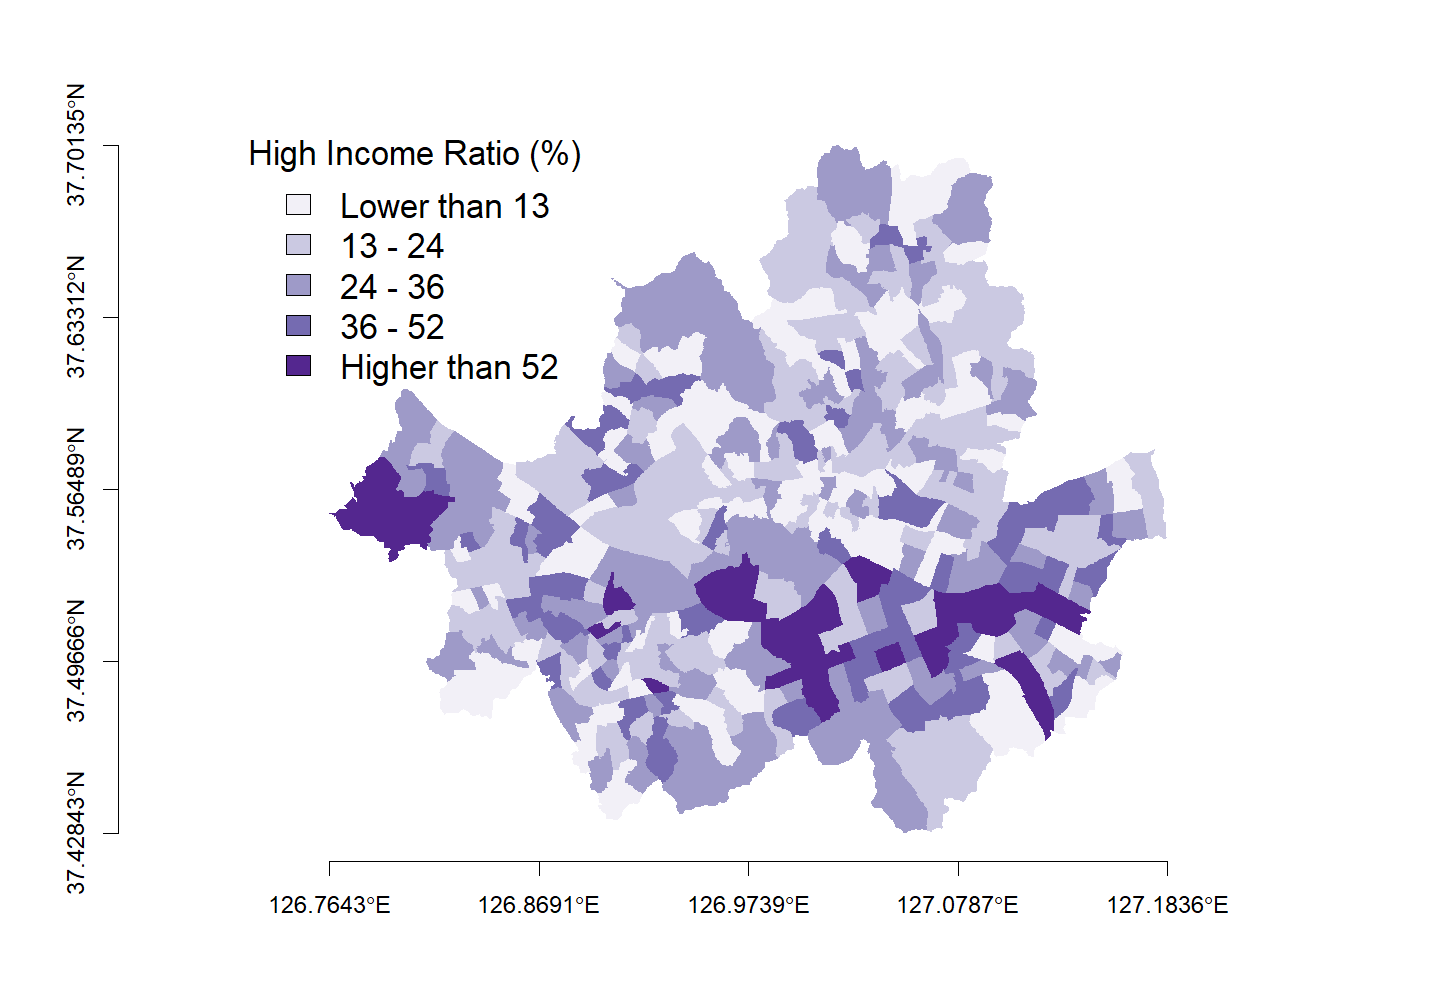 High Income Ratio (%)
Lower than 13
13 - 24
24 - 36
36 - 52
Higher than 52
37.70135°N
37.63312°N
37.56489°N
37.49666°N
37.42843°N
126.7643°E
126.8691°E
126.9739°E
127.0787°E
127.1836°E